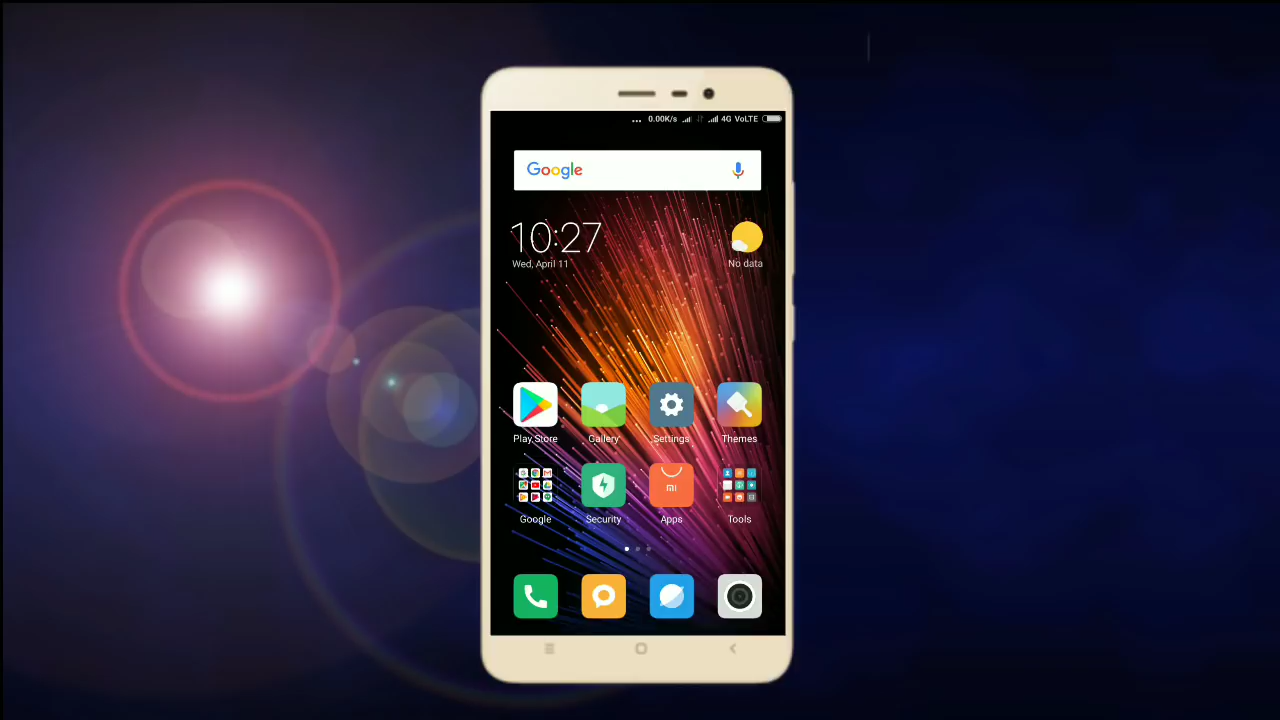 ... 0.00K/s 4G VoLTE
Google
10:27
Wed, April 11
No data
Play Store Gallery Settings Themes
mi
Google Security Apps Tools